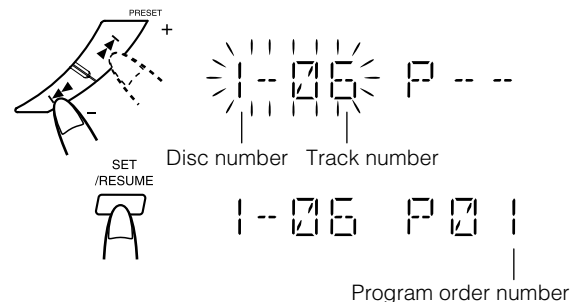 PRESET
+
1-06 P---
-
Disc number Track number
SET
/RESUME
1-06 P01
Program order number